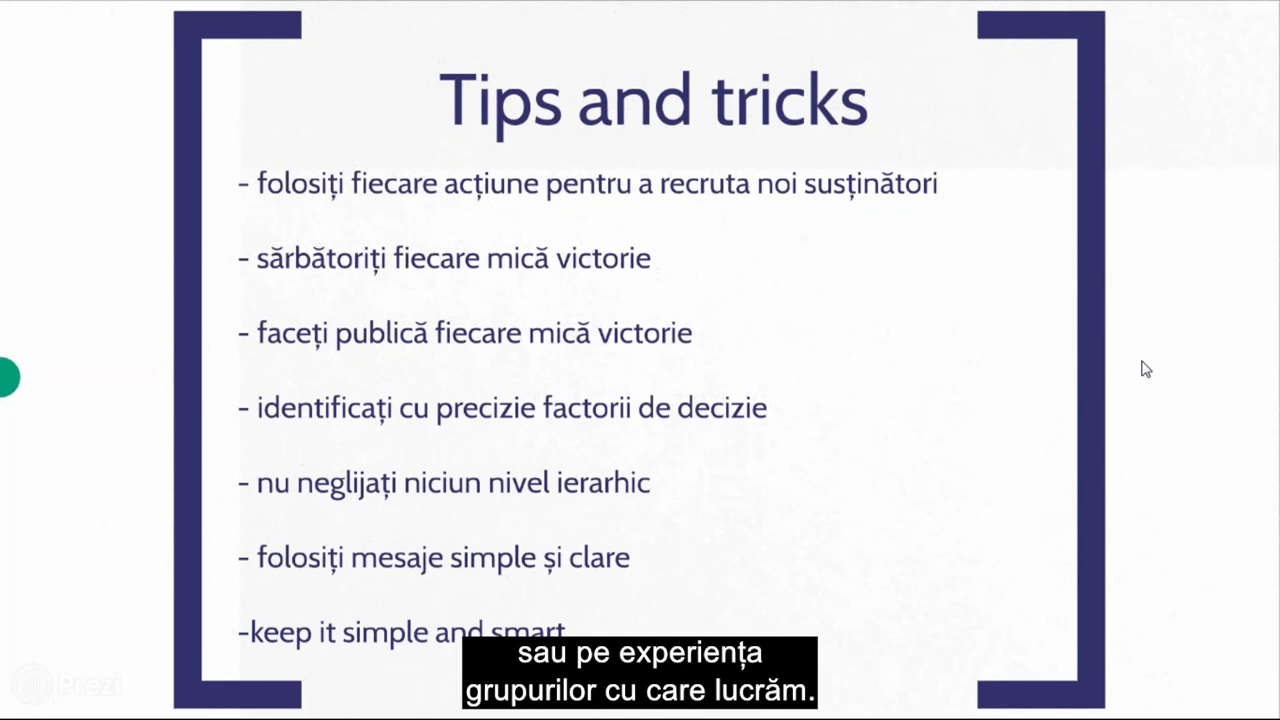 Tips and tricks
- folosiți fiecare acțiune pentru a recruta noi susținători
- sărbătoriți fiecare mică victorie
- faceți publică fiecare mică victorie
- identificați cu precizie factorii de decizie
- nu neglijați niciun nivel ierarhic
- folosiți mesaje simple și clare
-keep it simple and smart
sau pe experiența
grupurilor cu care lucrăm.
Prezi